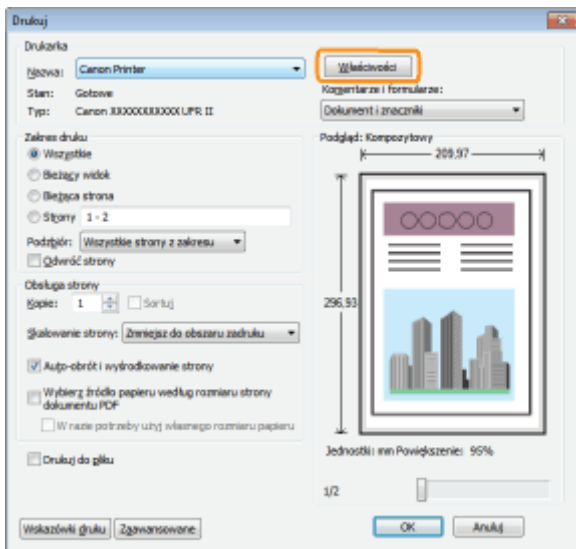 Drukuj
Drukarka
Nazwa: Canon Printer
Właściwości
Stan: Gotowe
Komentarze i formularze:
Typ: Canon XXXXXXXXXXX UFR II
Dokument i znaczniki
Zakres druku
Podgląd: Kompozytowy
Wszystkie
209,97
Bieżący widok
Bieżąca strona
Strony 1 - 2
Podzbiór: Wszystkie strony z zakresu
Odwróć strony
Obsługa strony
Kopie: 1 Sortuj
296,93
Skalowanie strony: Zmniejsz do obszaru zadruku
Auto-obrót i wyśrodkowanie strony
Wybierz źródło papieru według rozmiaru strony
dokumentu PDF
W razie potrzeby użyj własnego rozmiaru papieru
Jednostki: mm Powiększenie: 95%
Drukuj do pliku
1/2
Wskazówki druku Zaawansowane OK Anuluj